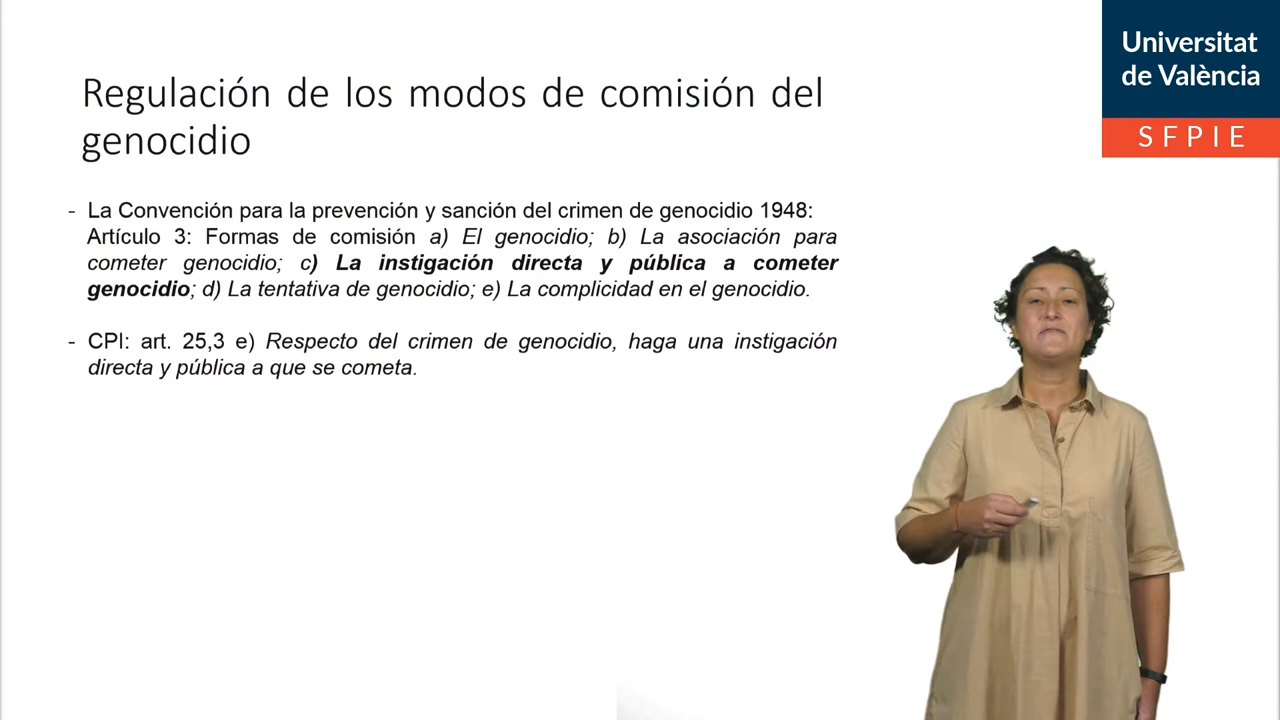 Universitat
de València
SFPIE
Regulación de los modos de comisión del
genocidio
- La Convención para la prevención y sanción del crimen de genocidio 1948:
Artículo 3: Formas de comisión a) El genocidio; b) La asociación para
cometer genocidio; c) La instigación directa y pública a cometer
genocidio; d) La tentativa de genocidio; e) La complicidad en el genocidio.
- CPI: art. 25,3 e) Respecto del crimen de genocidio, haga una instigación
directa y pública a que se cometa.